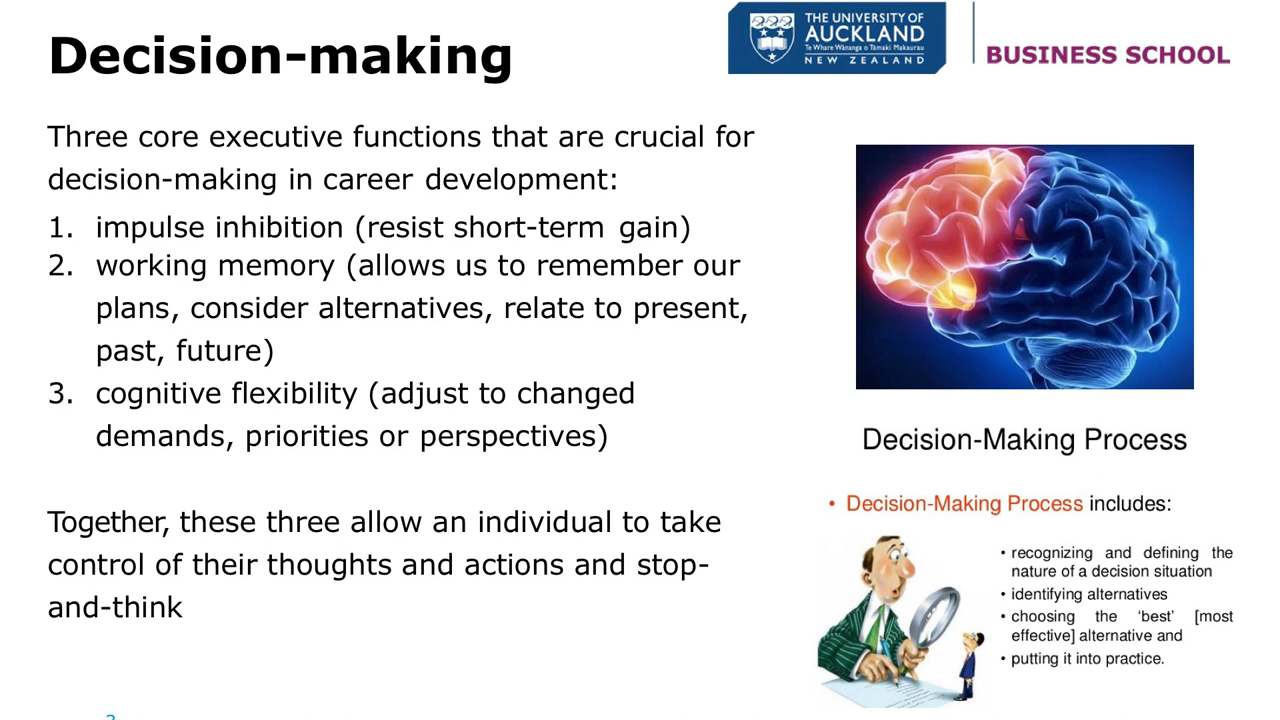 Decision-making
THE UNIVERSITY OF
AUCKLAND
Te Whare Wānanga o Tāmaki Makaurau
NEW ZEALAND
BUSINESS SCHOOL
Three core executive functions that are crucial for
decision-making in career development:
1. impulse inhibition (resist short-term gain)
2. working memory (allows us to remember our
plans, consider alternatives, relate to present,
past, future)
3. cognitive flexibility (adjust to changed
demands, priorities or perspectives)
Together, these three allow an individual to take
control of their thoughts and actions and stop-
and-think
Decision-Making Process
• Decision-Making Process includes:
• recognizing and defining the
nature of a decision situation
• identifying alternatives
• choosing the ‘best’ [most
effective] alternative and
• putting it into practice.